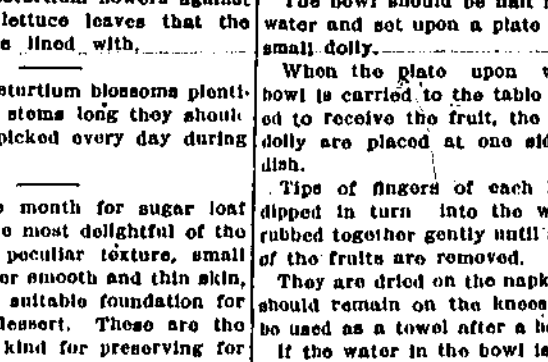 lettuce leaves that the
lined with.
blossoms plenti-
stems long they should
picked every day during
month for sugar loaf
most delightful of the
peculiar texture, small
or smooth and thin skin,
suitable foundation for
dessert. These are the
kind for preserving for
The bowl should be half
water and set upon a plate
small doily.
When the plate upon
bowl is carried to the table
ed to receive the fruit, the
doily are placed at one
dish.
Tips of fingers of each
dipped in turn into the
rubbed together gently until
of the fruits are removed.
They are dried on the
should remain on the knees
be used as a towel after a
If the water in the bowl